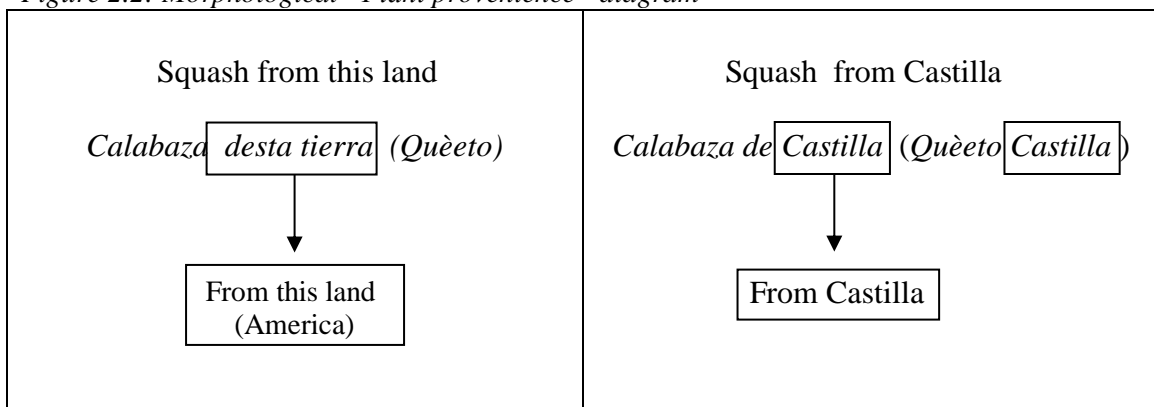 Figure 2.2: Morphological "Plant provenience" diagram
Squash from this land
Calabaza desta tierra (Quèeto)
From this land
(America)
Squash from Castilla
Calabaza de Castilla (Quèeto Castilla)
From Castilla